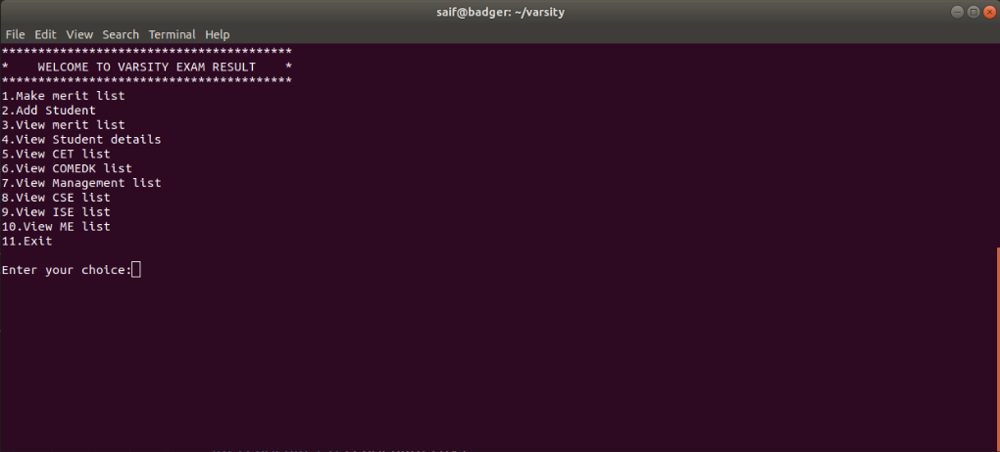 saif@badger: ~/varsity
File Edit View Search Terminal Help
****************************************
*    WELCOME TO VARSITY EXAM RESULT    *
****************************************
1.Make merit list
2.Add Student
3.View merit list
4.View Student details
5.View CET list
6.View COMEDK list
7.View Management list
8.View CSE list
9.View ISE list
10.View ME list
11.Exit
Enter your choice: